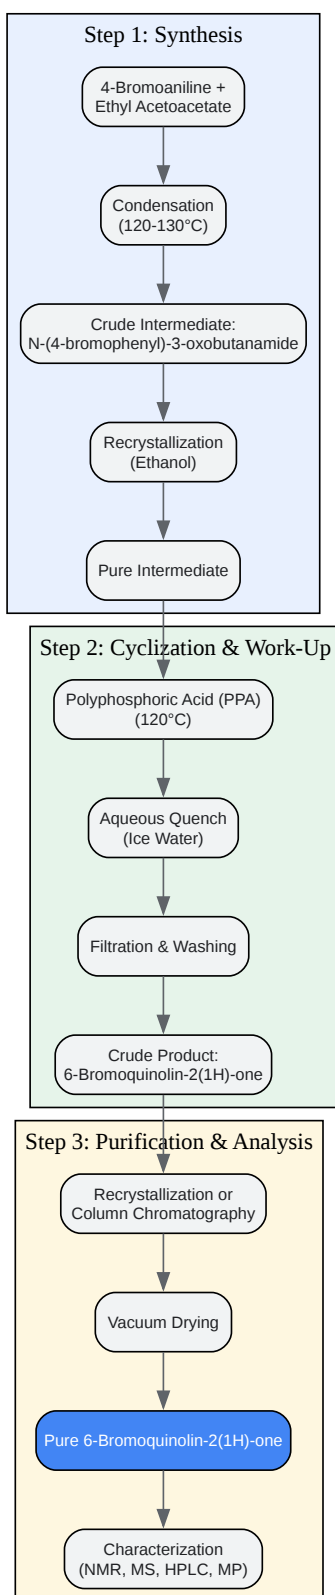 Step 1: Synthesis
4-Bromoaniline +
Ethyl Acetoacetate
Condensation
(120-130°C)
Crude Intermediate:
N-(4-bromophenyl)-3-oxobutanamide
Recrystallization
(Ethanol)
Pure Intermediate
Step 2: Cyclization & Work-Up
Polyphosphoric Acid (PPA)
(120°C)
Aqueous Quench
(Ice Water)
Filtration & Washing
Crude Product:
6-Bromoquinolin-2(1H)-one
Step 3: Purification & Analysis
Recrystallization or
Column Chromatography
Vacuum Drying
Pure 6-Bromoquinolin-2(1H)-one
Characterization
(NMR, MS, HPLC, MP)